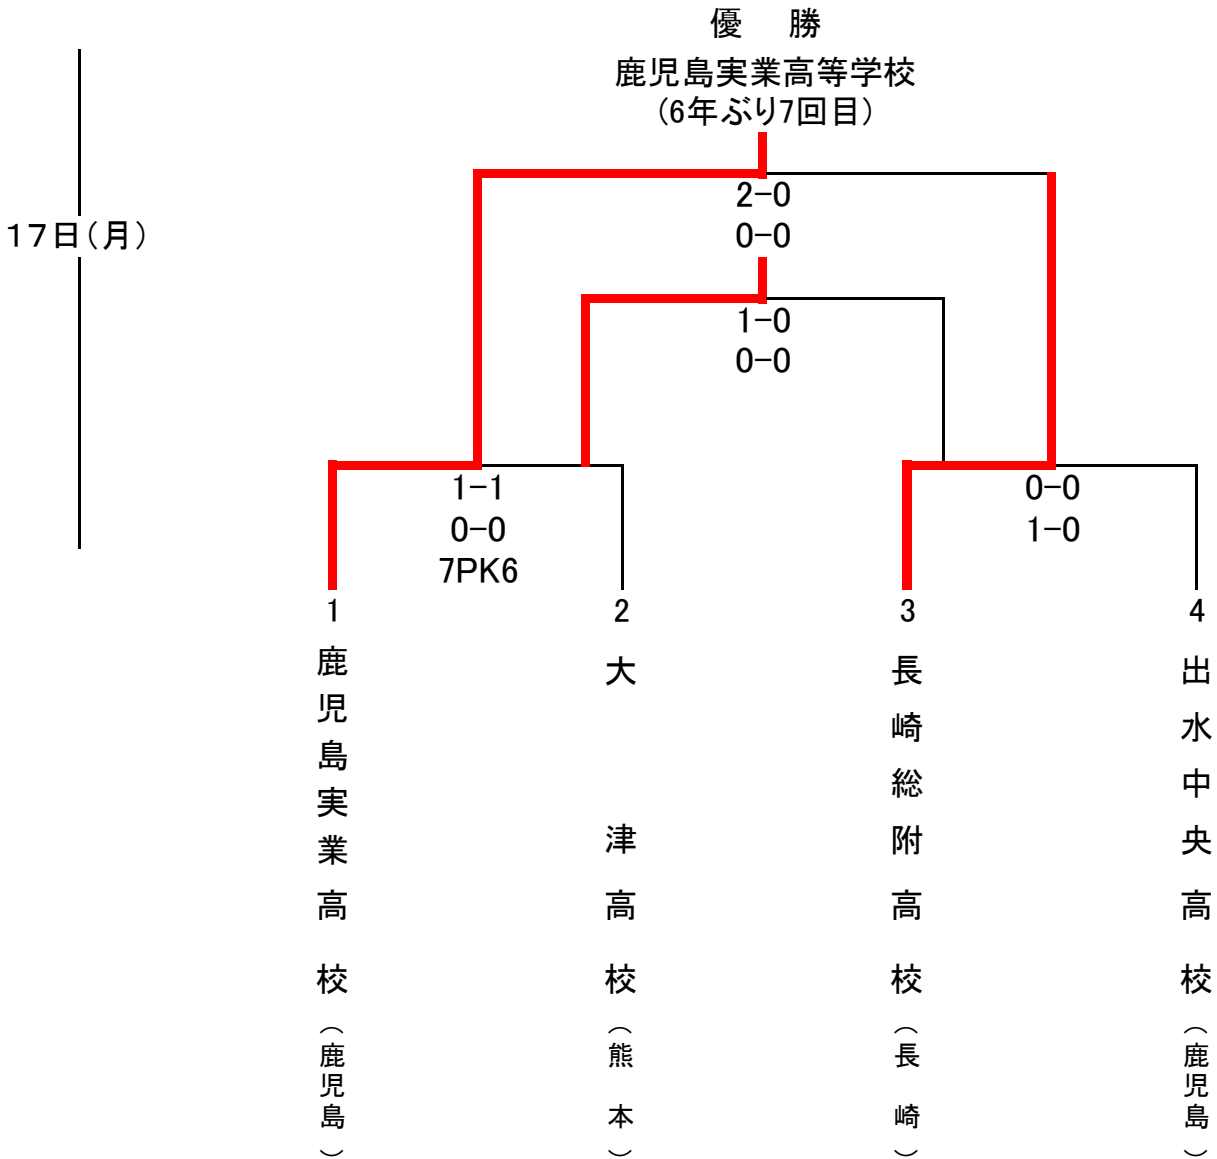 優　勝
鹿児島実業高等学校
(6年ぶり7回目)
17日(月)
2-0
0-0
1-0
0-0
1-1
0-0
7PK6
0-0
1-0
1
2
3
4
鹿児島実業高校(鹿児島)
大津高校(熊本)
長崎総附高校(長崎)
出水中央高校(鹿児島)